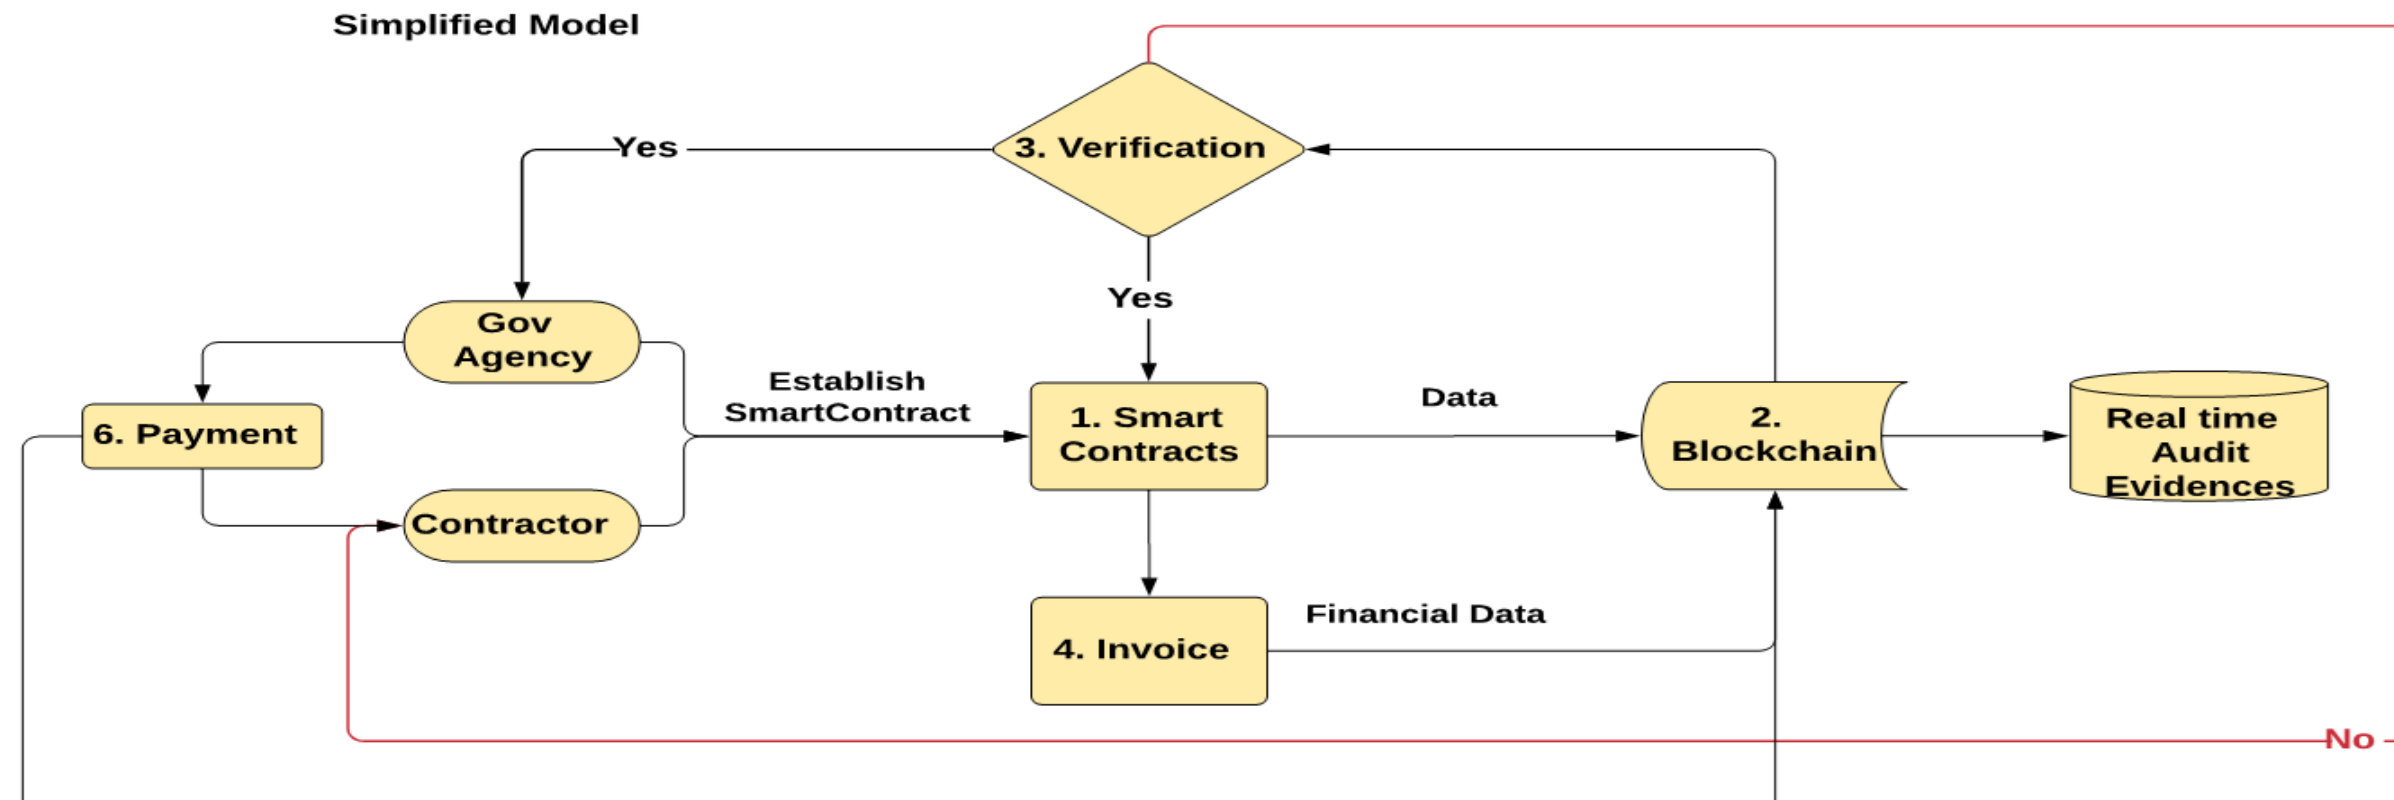 Simplified Model
3. Verification
Yes
Yes
Gov
Agency
Establish
SmartContract
6. Payment
1. Smart
Contracts
Data
2.
Blockchain
Real time
Audit
Evidences
Contractor
4. Invoice
Financial Data
No